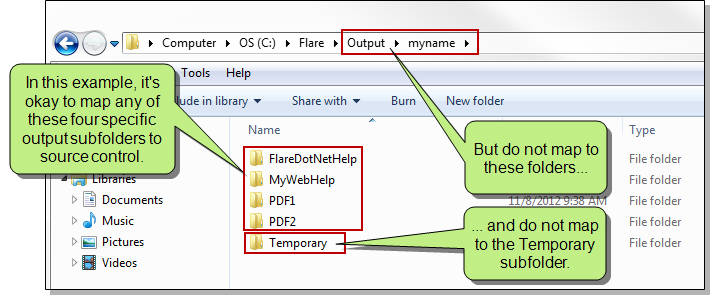 Computer ▸ OS (C:) ▸ Flare ▸ Output ▸ myname ▸
Tools Help
clude in library ▼ Share with ▼ Burn New folder
In this example, it's
okay to map any of
these four specific
output subfolders to
source control.
But do not map to
these folders...
Name
Type
FlareDotNetHelp
File folder
MyWebHelp
File folder
PDF1
11/8/2012 9:38 AM
File folder
PDF2
File folder
Temporary
File folder
... and do not map
to the Temporary
subfolder.
Libraries
Documents
Music
Pictures
Videos